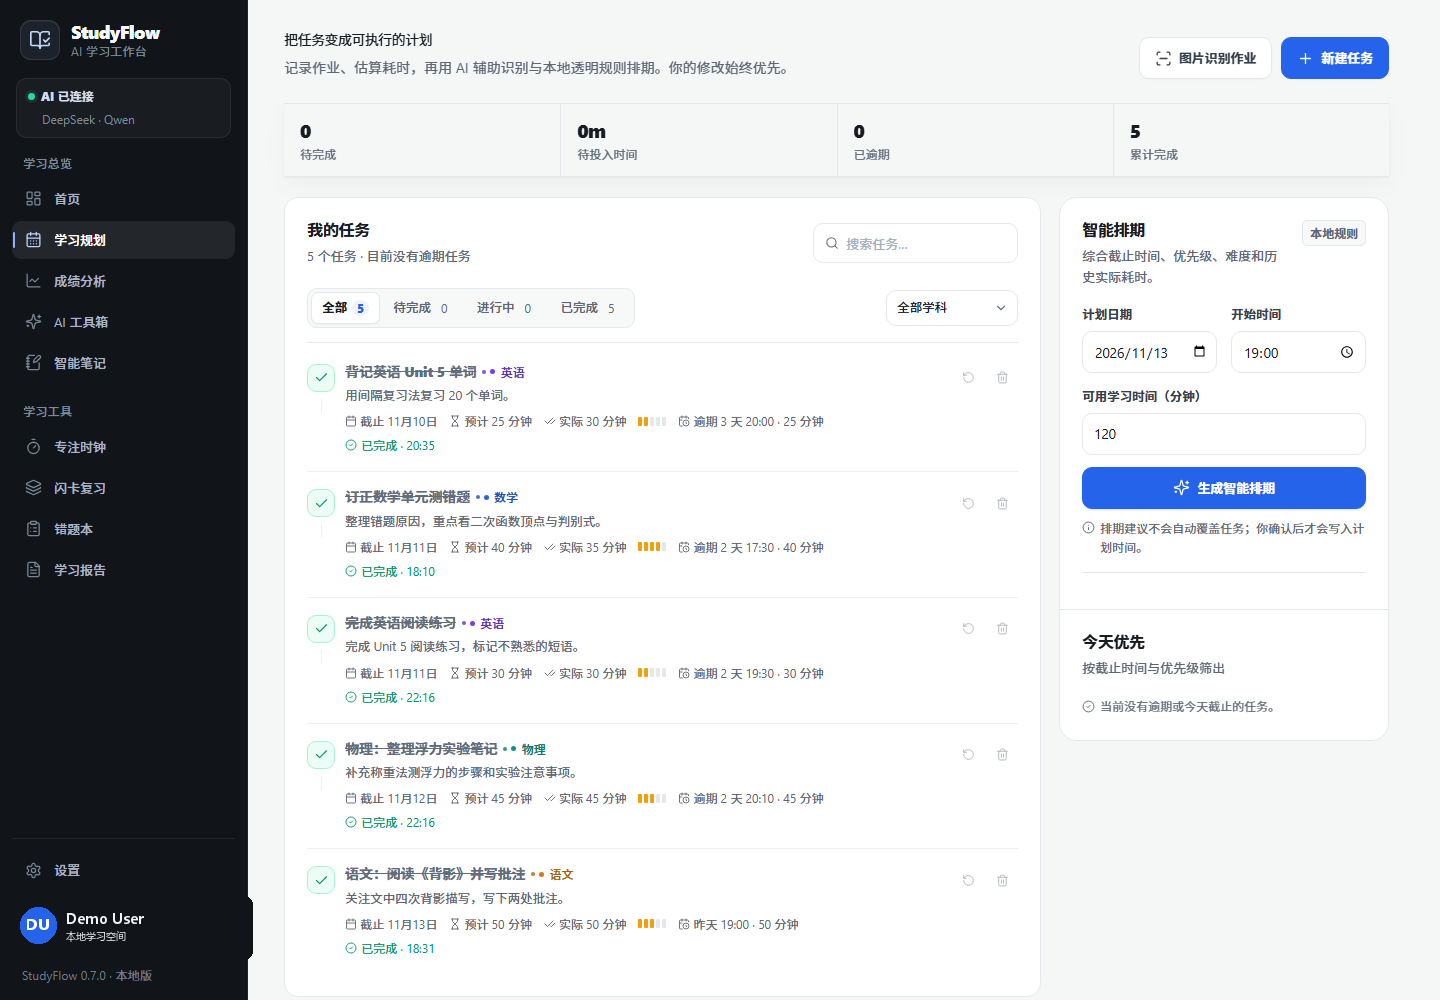 StudyFlow
AI 学习工作台
AI 已连接
DeepSeek · Qwen
学习总览
首页
学习规划
成绩分析
AI 工具箱
智能笔记
学习工具
专注时钟
闪卡复习
错题本
学习报告
设置
DU
Demo User
本地学习空间
StudyFlow 0.7.0 · 本地版
把任务变成可执行的计划
记录作业、估算耗时，再用 AI 辅助识别与本地透明规则排期。你的修改始终优先。
图片识别作业
新建任务
0
待完成
0m
待投入时间
0
已逾期
5
累计完成
我的任务
5 个任务 · 目前没有逾期任务
搜索任务...
全部 5 待完成 0 进行中 0 已完成 5
全部学科
背记英语 Unit 5 单词 英语
用间隔复习法复习 20 个单词。
截止 11月10日 预计 25 分钟 实际 30 分钟 逾期 3 天 20:00 · 25 分钟
已完成 · 20:35
订正数学单元测错题 数学
整理错题原因，重点看二次函数顶点与判别式。
截止 11月11日 预计 40 分钟 实际 35 分钟 逾期 2 天 17:30 · 40 分钟
已完成 · 18:10
完成英语阅读练习 英语
完成 Unit 5 阅读练习，标记不熟悉的短语。
截止 11月11日 预计 30 分钟 实际 30 分钟 逾期 2 天 19:30 · 30 分钟
已完成 · 22:16
物理：整理浮力实验笔记 物理
补充称重法测浮力的步骤和实验注意事项。
截止 11月12日 预计 45 分钟 实际 45 分钟 逾期 2 天 20:10 · 45 分钟
已完成 · 22:16
语文：阅读《背影》并写批注 语文
关注文中四次背影描写，写下两处批注。
截止 11月13日 预计 50 分钟 实际 50 分钟 昨天 19:00 · 50 分钟
已完成 · 18:31
智能排期
本地规则
综合截止时间、优先级、难度和历
史实际耗时。
计划日期 开始时间
2026/11/13 19:00
可用学习时间（分钟）
120
生成智能排期
排期建议不会自动覆盖任务；你确认后才会写入计
划时间。
今天优先
按截止时间与优先级筛出
当前没有逾期或今天截止的任务。